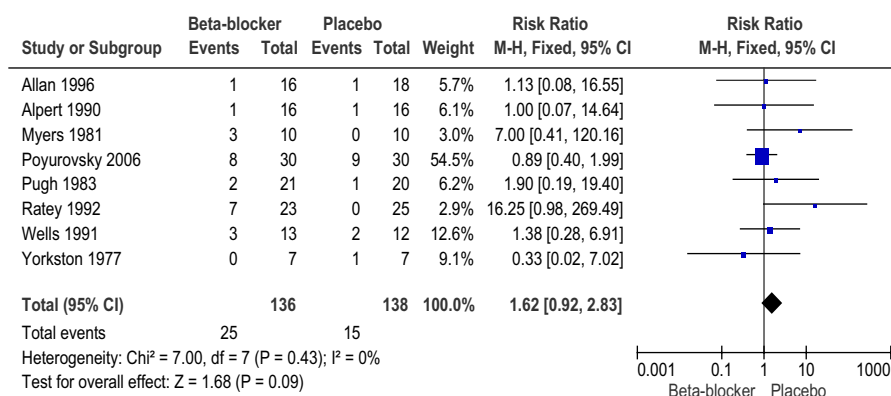 Beta-blocker Placebo Risk Ratio Risk Ratio
Study or Subgroup Events Total Events Total Weight M-H, Fixed, 95% CI M-H, Fixed, 95% CI
Allan 1996 1 16 1 18 5.7% 1.13 [0.08, 16.55]
Alpert 1990 1 16 1 16 6.1% 1.00 [0.07, 14.64]
Myers 1981 3 10 0 10 3.0% 7.00 [0.41, 120.16]
Poyurovsky 2006 8 30 9 30 54.5% 0.89 [0.40, 1.99]
Pugh 1983 2 21 1 20 6.2% 1.90 [0.19, 19.40]
Ratey 1992 7 23 0 25 2.9% 16.25 [0.98, 269.49]
Wells 1991 3 13 2 12 12.6% 1.38 [0.28, 6.91]
Yorkston 1977 0 7 1 7 9.1% 0.33 [0.02, 7.02]
Total (95% CI) 136 138 100.0% 1.62 [0.92, 2.83]
Total events 25 15
Heterogeneity: Chi² = 7.00, df = 7 (P = 0.43); I² = 0%
Test for overall effect: Z = 1.68 (P = 0.09)
0.001 0.1 1 10 1000
Beta-blocker Placebo